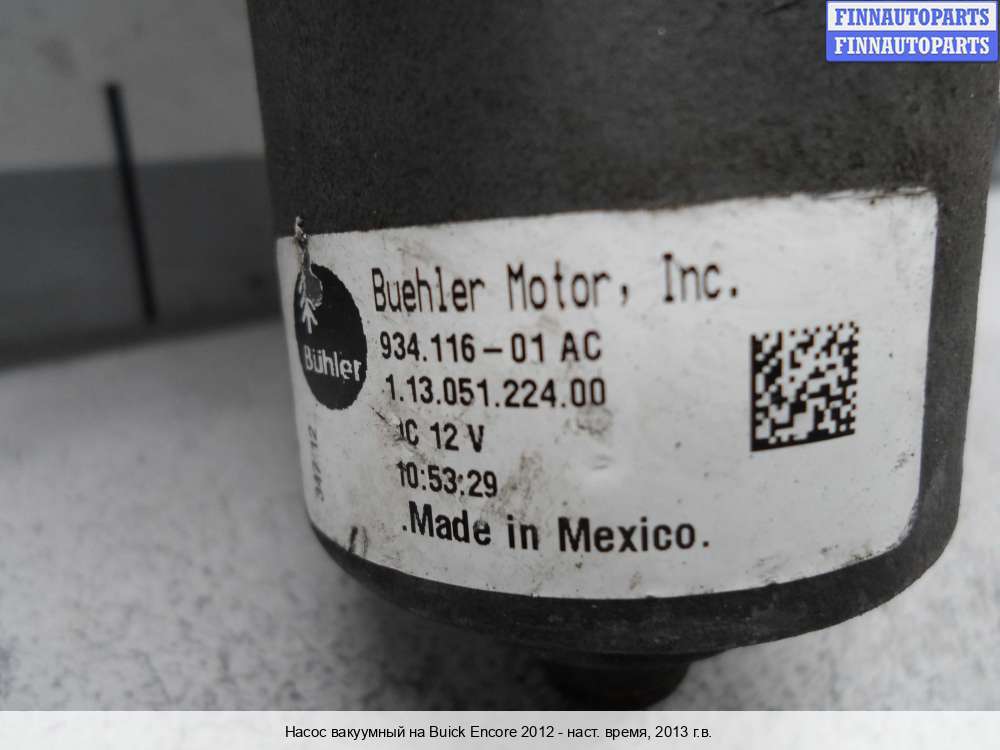 FINNAUTOPARTS
FINNAUTOPARTS
Buehler Motor, Inc.
Bühler
934.116-01 AC
1.13.051.224.00
12 V
10:53:29
.Made in Mexico.
Насос вакуумный на Buick Encore 2012 - наст. время, 2013 г.в.